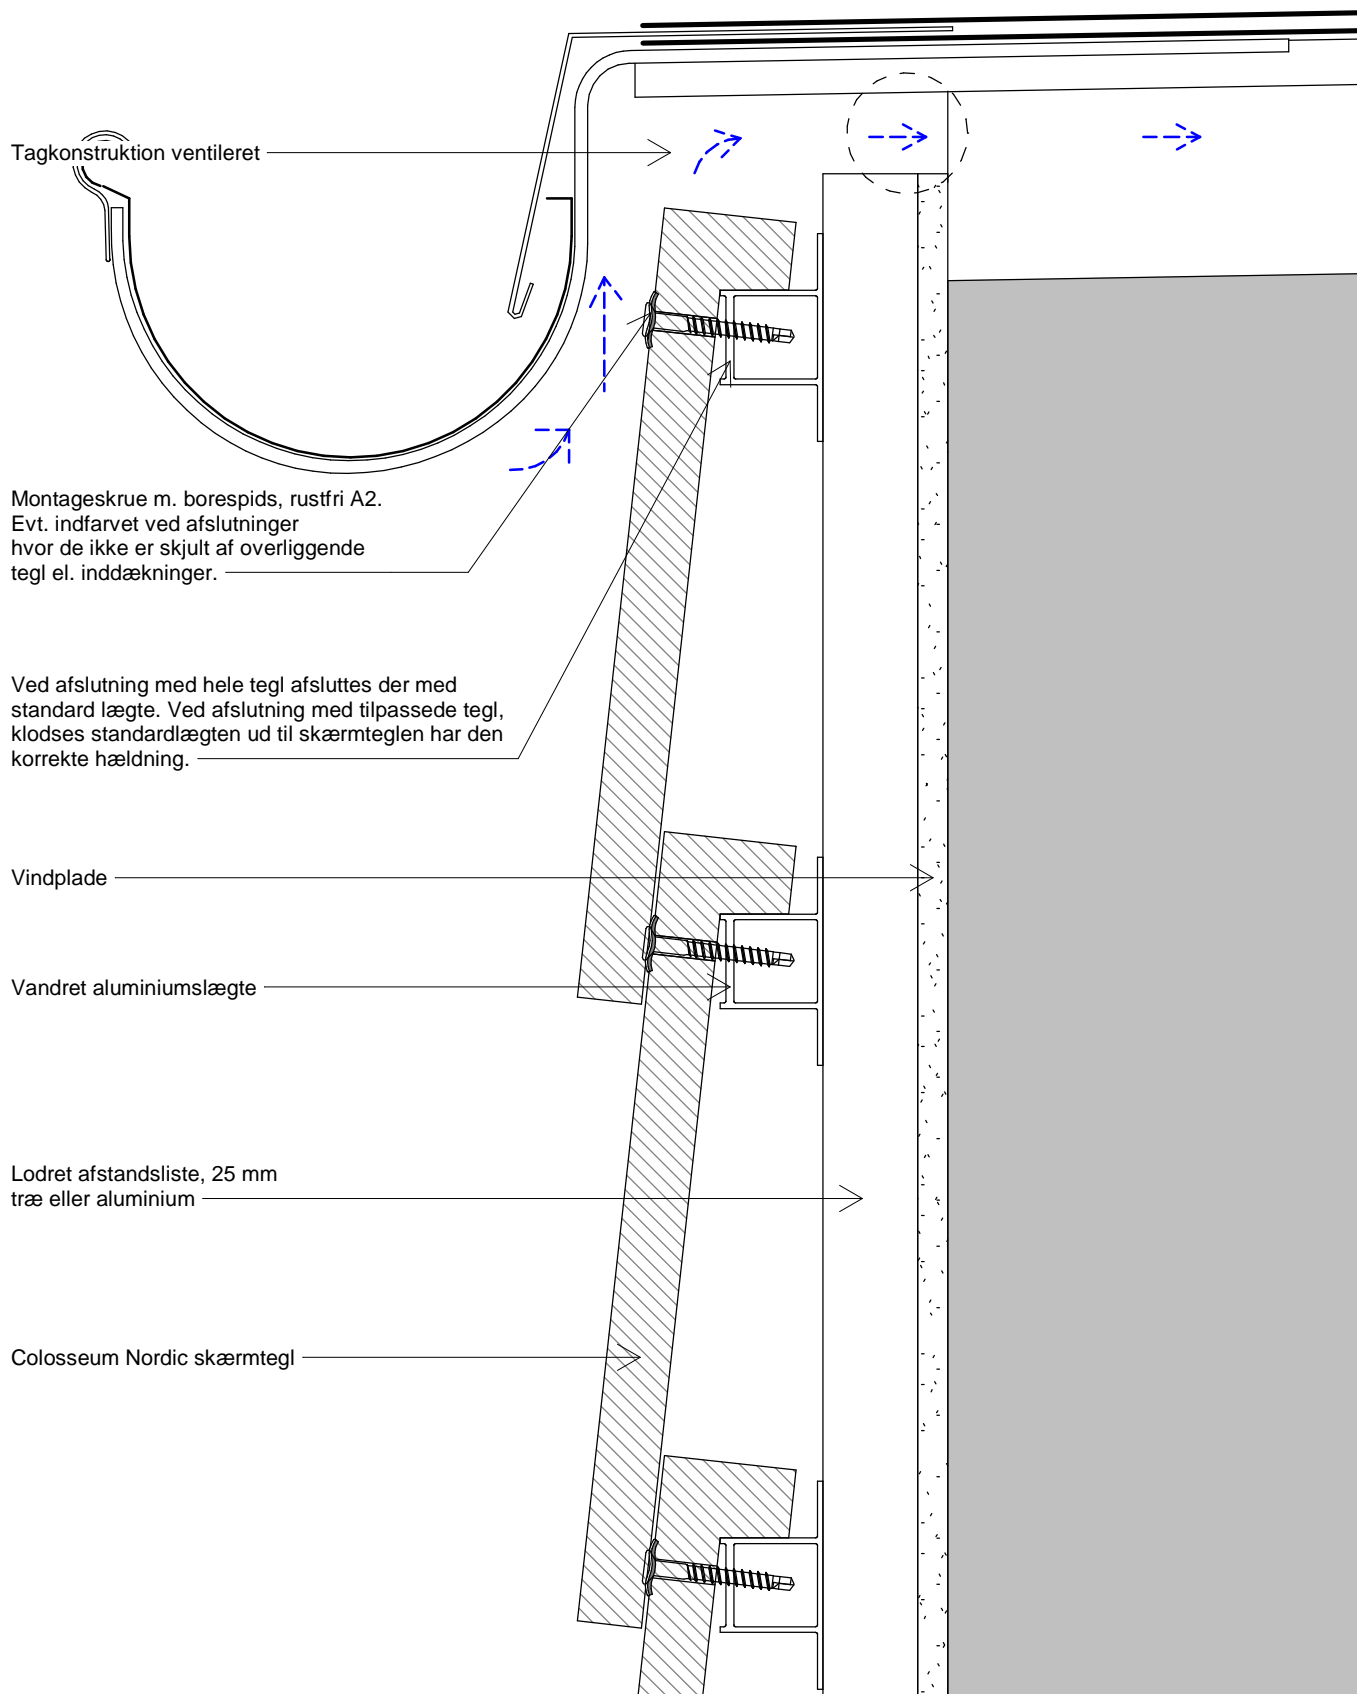 Tagkonstruktion ventileret
Montageskrue m. borespids, rustfri A2.
Evt. indfarvet ved afslutninger
hvor de ikke er skjult af overliggende
tegl el. inddækninger.
Ved afslutning med hele tegl afsluttes der med
standard lægte. Ved afslutning med tilpassede tegl,
klodses standardlægten ud til skærmteglen har den
korrekte hældning.
Vindplade
Vandret aluminiumslægte
Lodret afstandsliste, 25 mm
træ eller aluminium
Colosseum Nordic skærmtegl